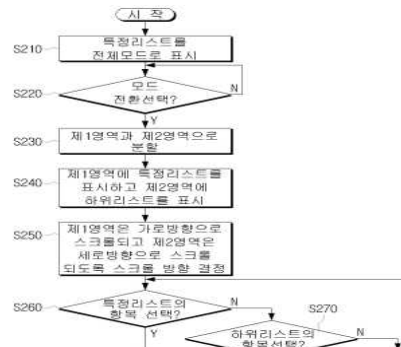 시 작
S210
특정리스트를
전체모드로 표시
S220
모드
전환선택?
N
Y
S230
제1영역과 제2영역으로
분할
S240
제1영역에 특정리스트를
표시하고 제2영역에
하위리스트를 표시
S250
제1영역은 가로방향으로
스크롤되고 제2영역은
세로방향으로 스크롤
되도록 스크롤 방향 결정
S260
특정리스트의
항목 선택?
N
Y
S270
하위리스트의
항목선택?
N